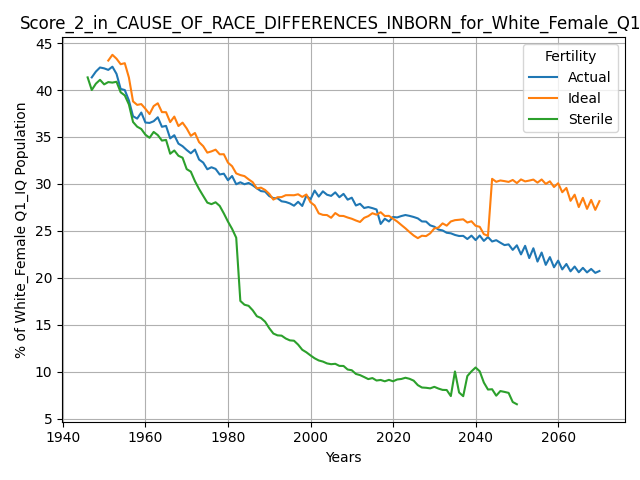 Score_2_in_CAUSE_OF_RACE_DIFFERENCES_INBORN_for_White_Female_Q1
45
40
35
30
25
20
15
10
5
% of White_Female Q1_IQ Population
Fertility
Actual
Ideal
Sterile
1940 1960 1980 2000 2020 2040 2060
Years